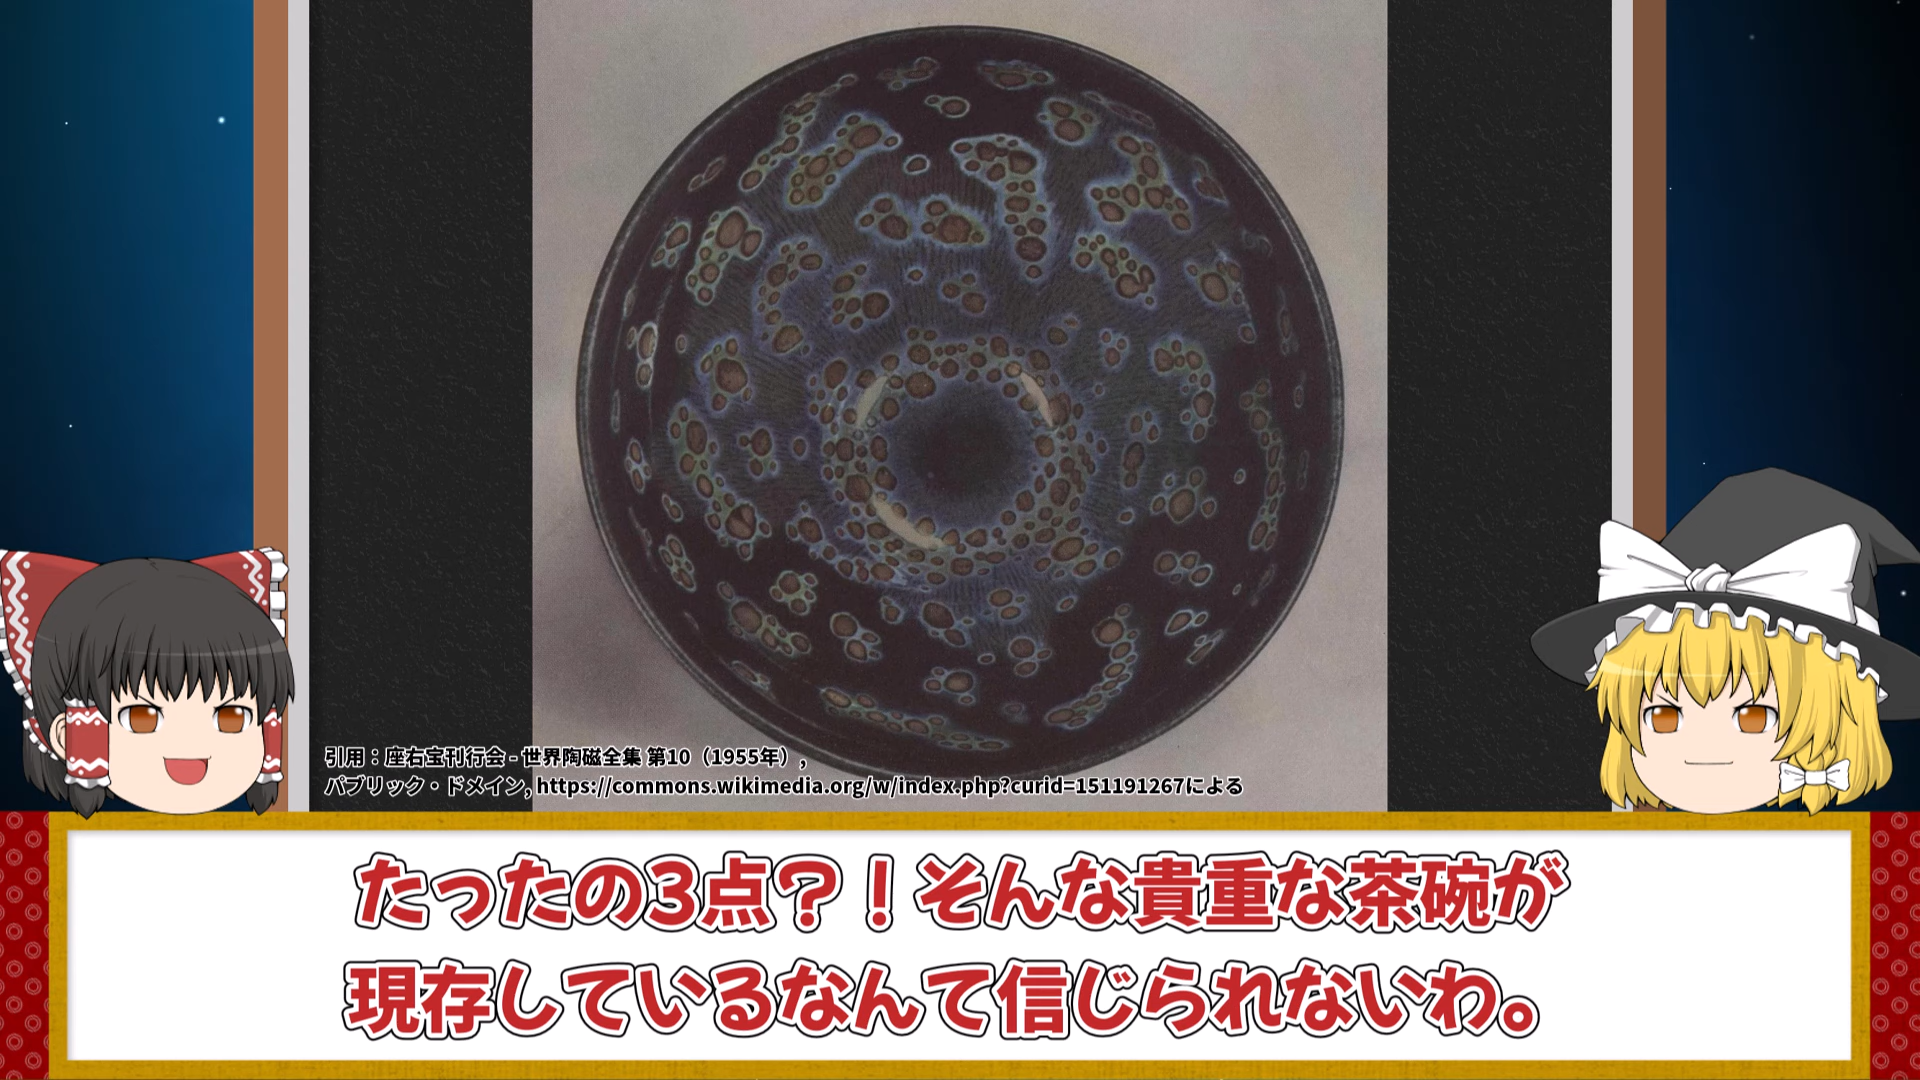 引用：座右宝刊行会 - 世界陶磁全集 第10（1955年）,
パブリック・ドメイン, https://commons.wikimedia.org/w/index.php?curid=151191267による
たったの3点？！そんな貴重な茶碗が
現存しているなんて信じられないわ。